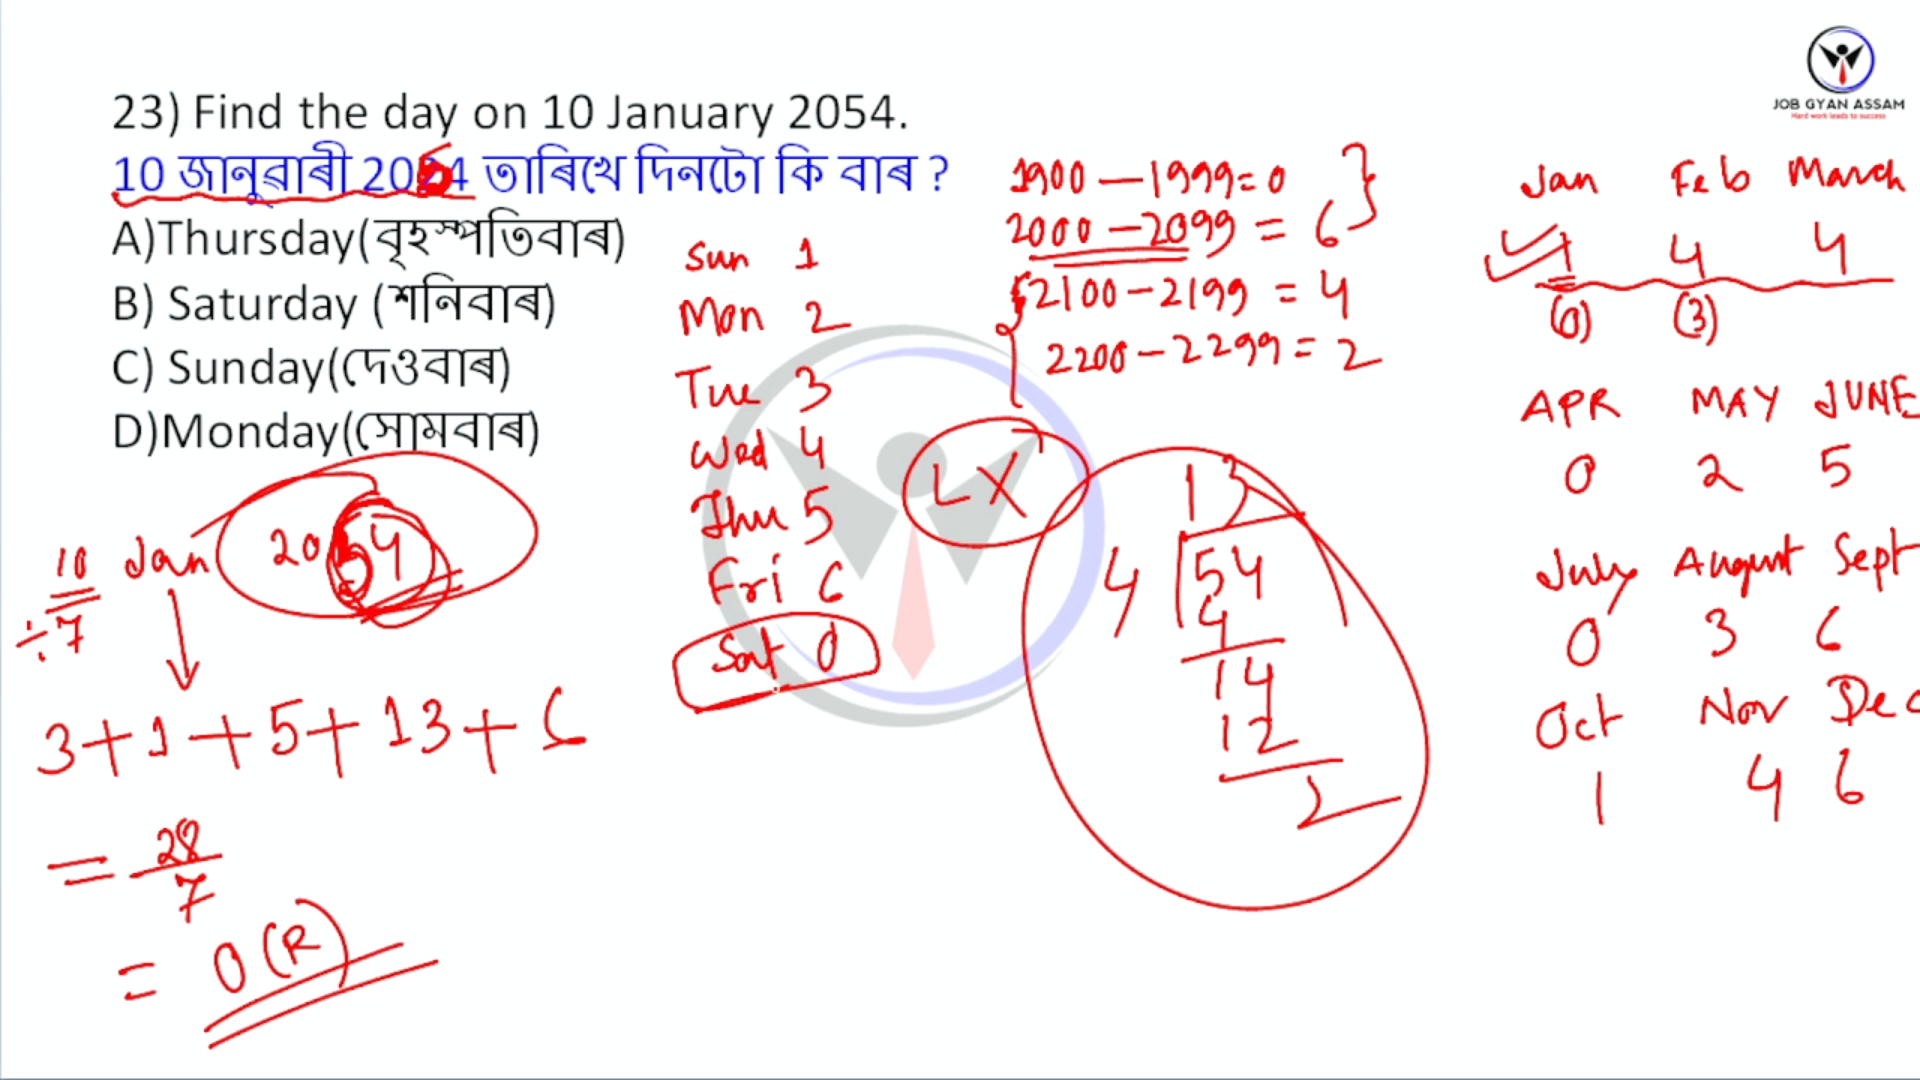 JOB GYAN ASSAM
Hard work leads to success
23) Find the day on 10 January 2054.
10 জানুৱাৰী 2054 তাৰিখে দিনটো কি বাৰ ?
A)Thursday(বৃহস্পতিবাৰ)
B) Saturday (শনিবাৰ)
C) Sunday(দেওবাৰ)
D)Monday(সোমবাৰ)
10 Jan 2054
÷7
3+1+5+13+6
= 28/7
= 0 (R)
Sun 1
Mon 2
Tue 3
Wed 4
Thu 5
Fri 6
Sat 0
1900 – 1999 = 0
2000 – 2099 = 6
2100 – 2199 = 4
2200 – 2299 = 2
LX
13
4 54
4
14
12
2
Jan Feb March
1 4 4
(0) (3)
APR MAY JUNE
0 2 5
July August Sept
0 3 6
Oct Nov Dec
1 4 6